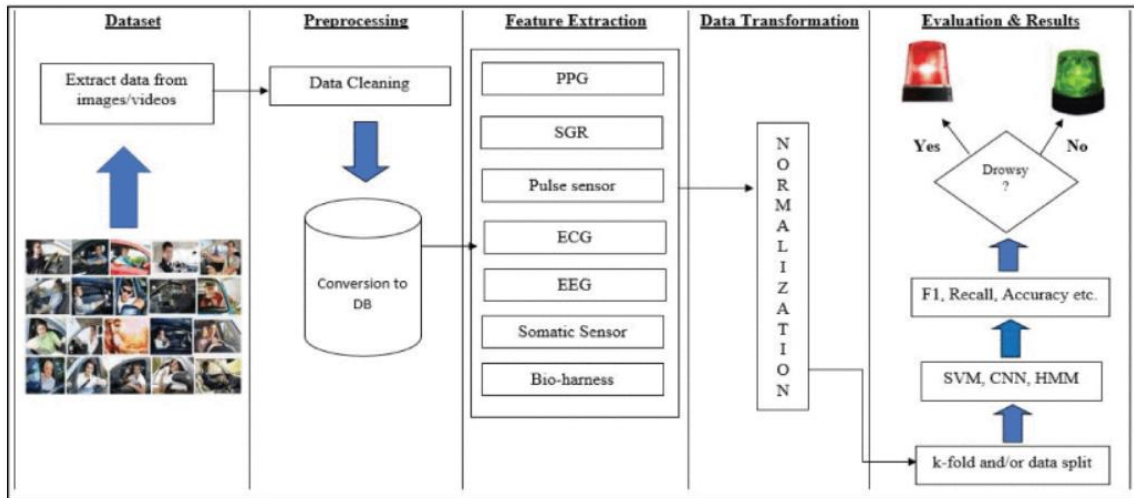 Dataset
Preprocessing
Feature Extraction
Data Transformation
Evaluation & Results
Extract data from
images/videos
Data Cleaning
Conversion to
DB
PPG
SGR
Pulse sensor
ECG
EEG
Somatic Sensor
Bio-harness
N
O
R
M
A
L
I
Z
A
T
I
O
N
Yes
No
Drowsy
?
F1, Recall, Accuracy etc.
SVM, CNN, HMM
k-fold and/or data split